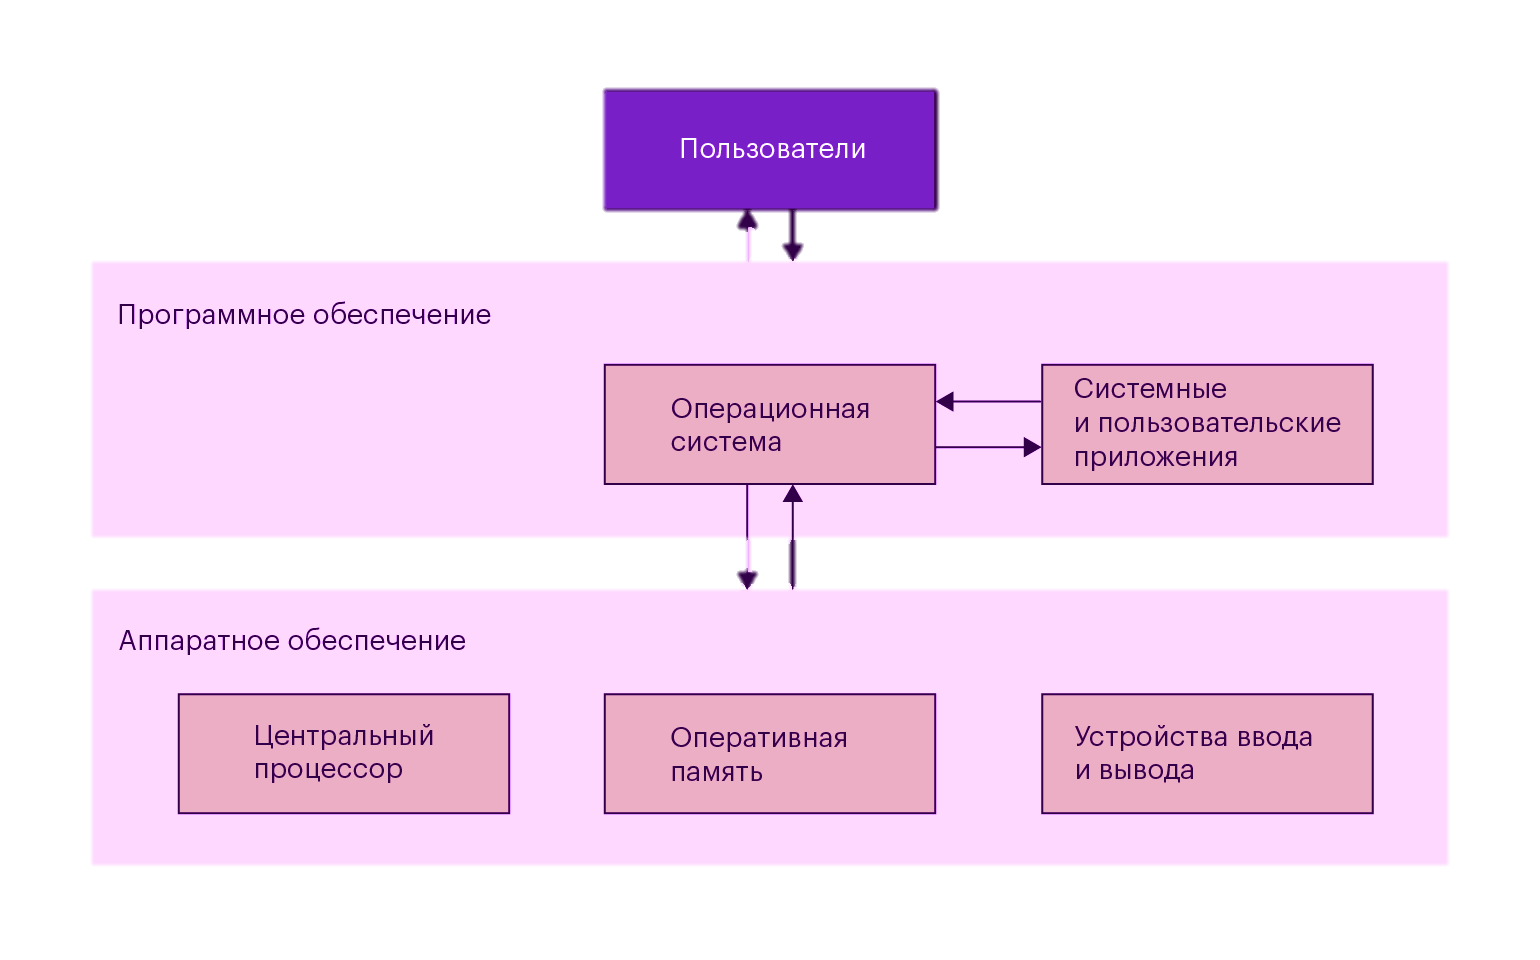 Пользователи
Программное обеспечение
Операционная
система
Системные
и пользовательские
приложения
Аппаратное обеспечение
Центральный
процессор
Оперативная
память
Устройства ввода
и вывода